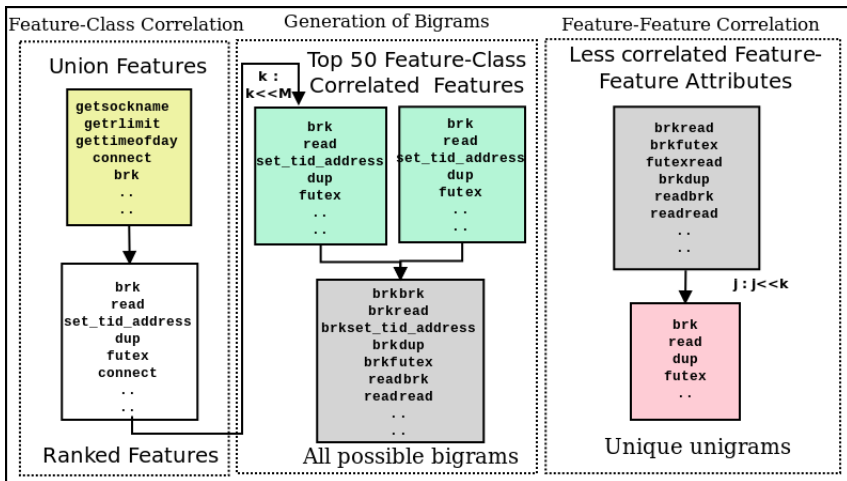 Feature-Class Correlation
Union Features
getsockname
getrlimit
gettimeofday
connect
brk
..
..
brk
read
set_tid_address
dup
futex
connect
..
..
Ranked Features
Generation of Bigrams
k :
k<<M
Top 50 Feature-Class
Correlated Features
brk
read
set_tid_address
dup
futex
..
..
brk
read
set_tid_address
dup
futex
..
..
brkbrk
brkread
brkset_tid_address
brkdup
brkfutex
readbrk
readread
..
..
All possible bigrams
Feature-Feature Correlation
Less correlated Feature-
Feature Attributes
brkread
brkfutex
futexread
brkdup
readbrk
readread
..
..
j : j<<k
brk
read
dup
futex
..
Unique unigrams